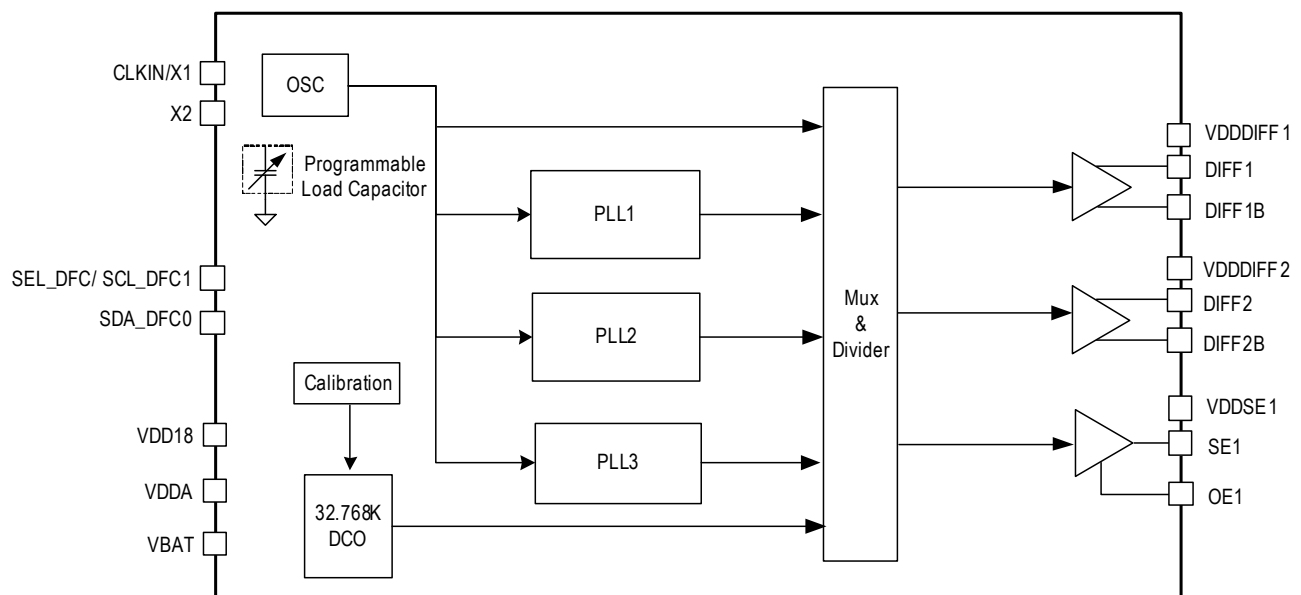 CLKIN/X1
X2
SEL_DFC/ SCL_DFC1
SDA_DFC0
VDD18
VDDA
VBAT
OSC
Programmable
Load Capacitor
PLL1
PLL2
PLL3
Calibration
32.768K
DCO
Mux
&
Divider
VDDDIFF1
DIFF1
DIFF1B
VDDDIFF2
DIFF2
DIFF2B
VDDSE1
SE1
OE1